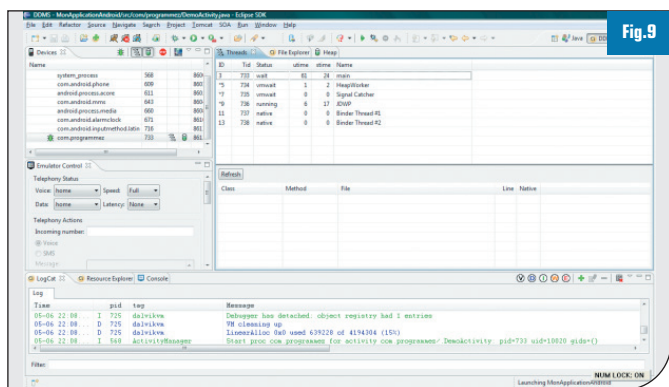 DDMS - MonApplicationAndroid/src/com/programmez/DemoActivity.java - Eclipse SDK
Fig.9
File Edit Refactor Source Navigate Search Project Tomcat SQA Run Window Help
Java DD
Devices
Threads File Explorer Heap
Name
ID Tid Status utime stime Name
system_process 568 860
com.android.phone 609 860
android.process.acore 611 860
com.android.mms 643 860
android.process.media 660 860
com.android.alarmclock 671 861
com.android.inputmethod.latin 716 861
com.programmez 733 861
3 733 wait 81 24 main
*5 734 vmwait 1 2 HeapWorker
*7 735 vmwait 0 0 Signal Catcher
*9 736 running 6 17 JDWP
11 737 native 0 0 Binder Thread #1
13 738 native 0 0 Binder Thread #2
Emulator Control
Telephony Status
Voice: home Speed: Full
Data: home Latency: None
Telephony Actions
Incoming number:
Voice
SMS
Message
Refresh
Class Method File Line Native
LogCat Resource Explorer Console
Log
Time pid tag Message
05-06 22:08... I 725 dalvikvm Debugger has detached; object registry had 1 entries
05-06 22:08... D 725 dalvikvm VM cleaning up
05-06 22:08... D 725 dalvikvm LinearAlloc 0x0 used 639228 of 4194304 (15%)
05-06 22:08... I 568 ActivityManager Start proc com.programmez for activity com.programmez/.DemoActivity: pid=733 uid=10020 gids={}
Filter:
NUM LOCK: ON
Launching MonApplicationAndroid